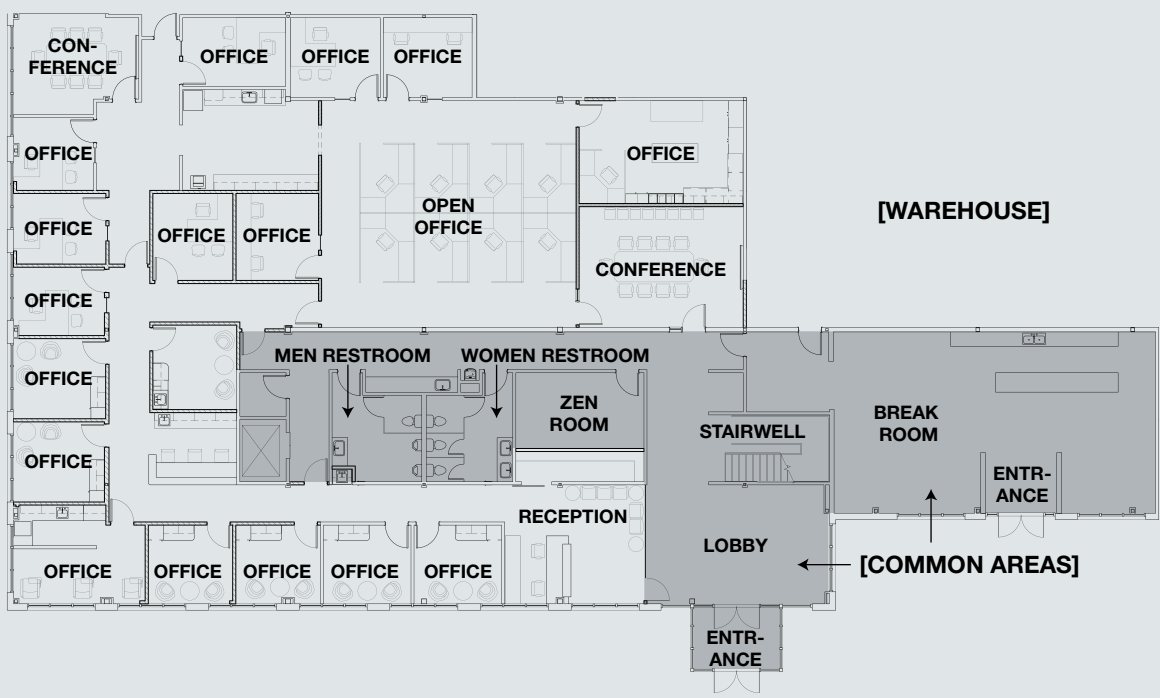 CON-
FERENCE
OFFICE
OFFICE
OFFICE
OFFICE
OFFICE
OPEN
OFFICE
[WAREHOUSE]
OFFICE
OFFICE
OFFICE
CONFERENCE
OFFICE
MEN RESTROOM
WOMEN RESTROOM
OFFICE
ZEN
ROOM
BREAK
ROOM
STAIRWELL
OFFICE
ENTR-
ANCE
RECEPTION
LOBBY
[COMMON AREAS]
OFFICE
OFFICE
OFFICE
OFFICE
OFFICE
ENTR-
ANCE